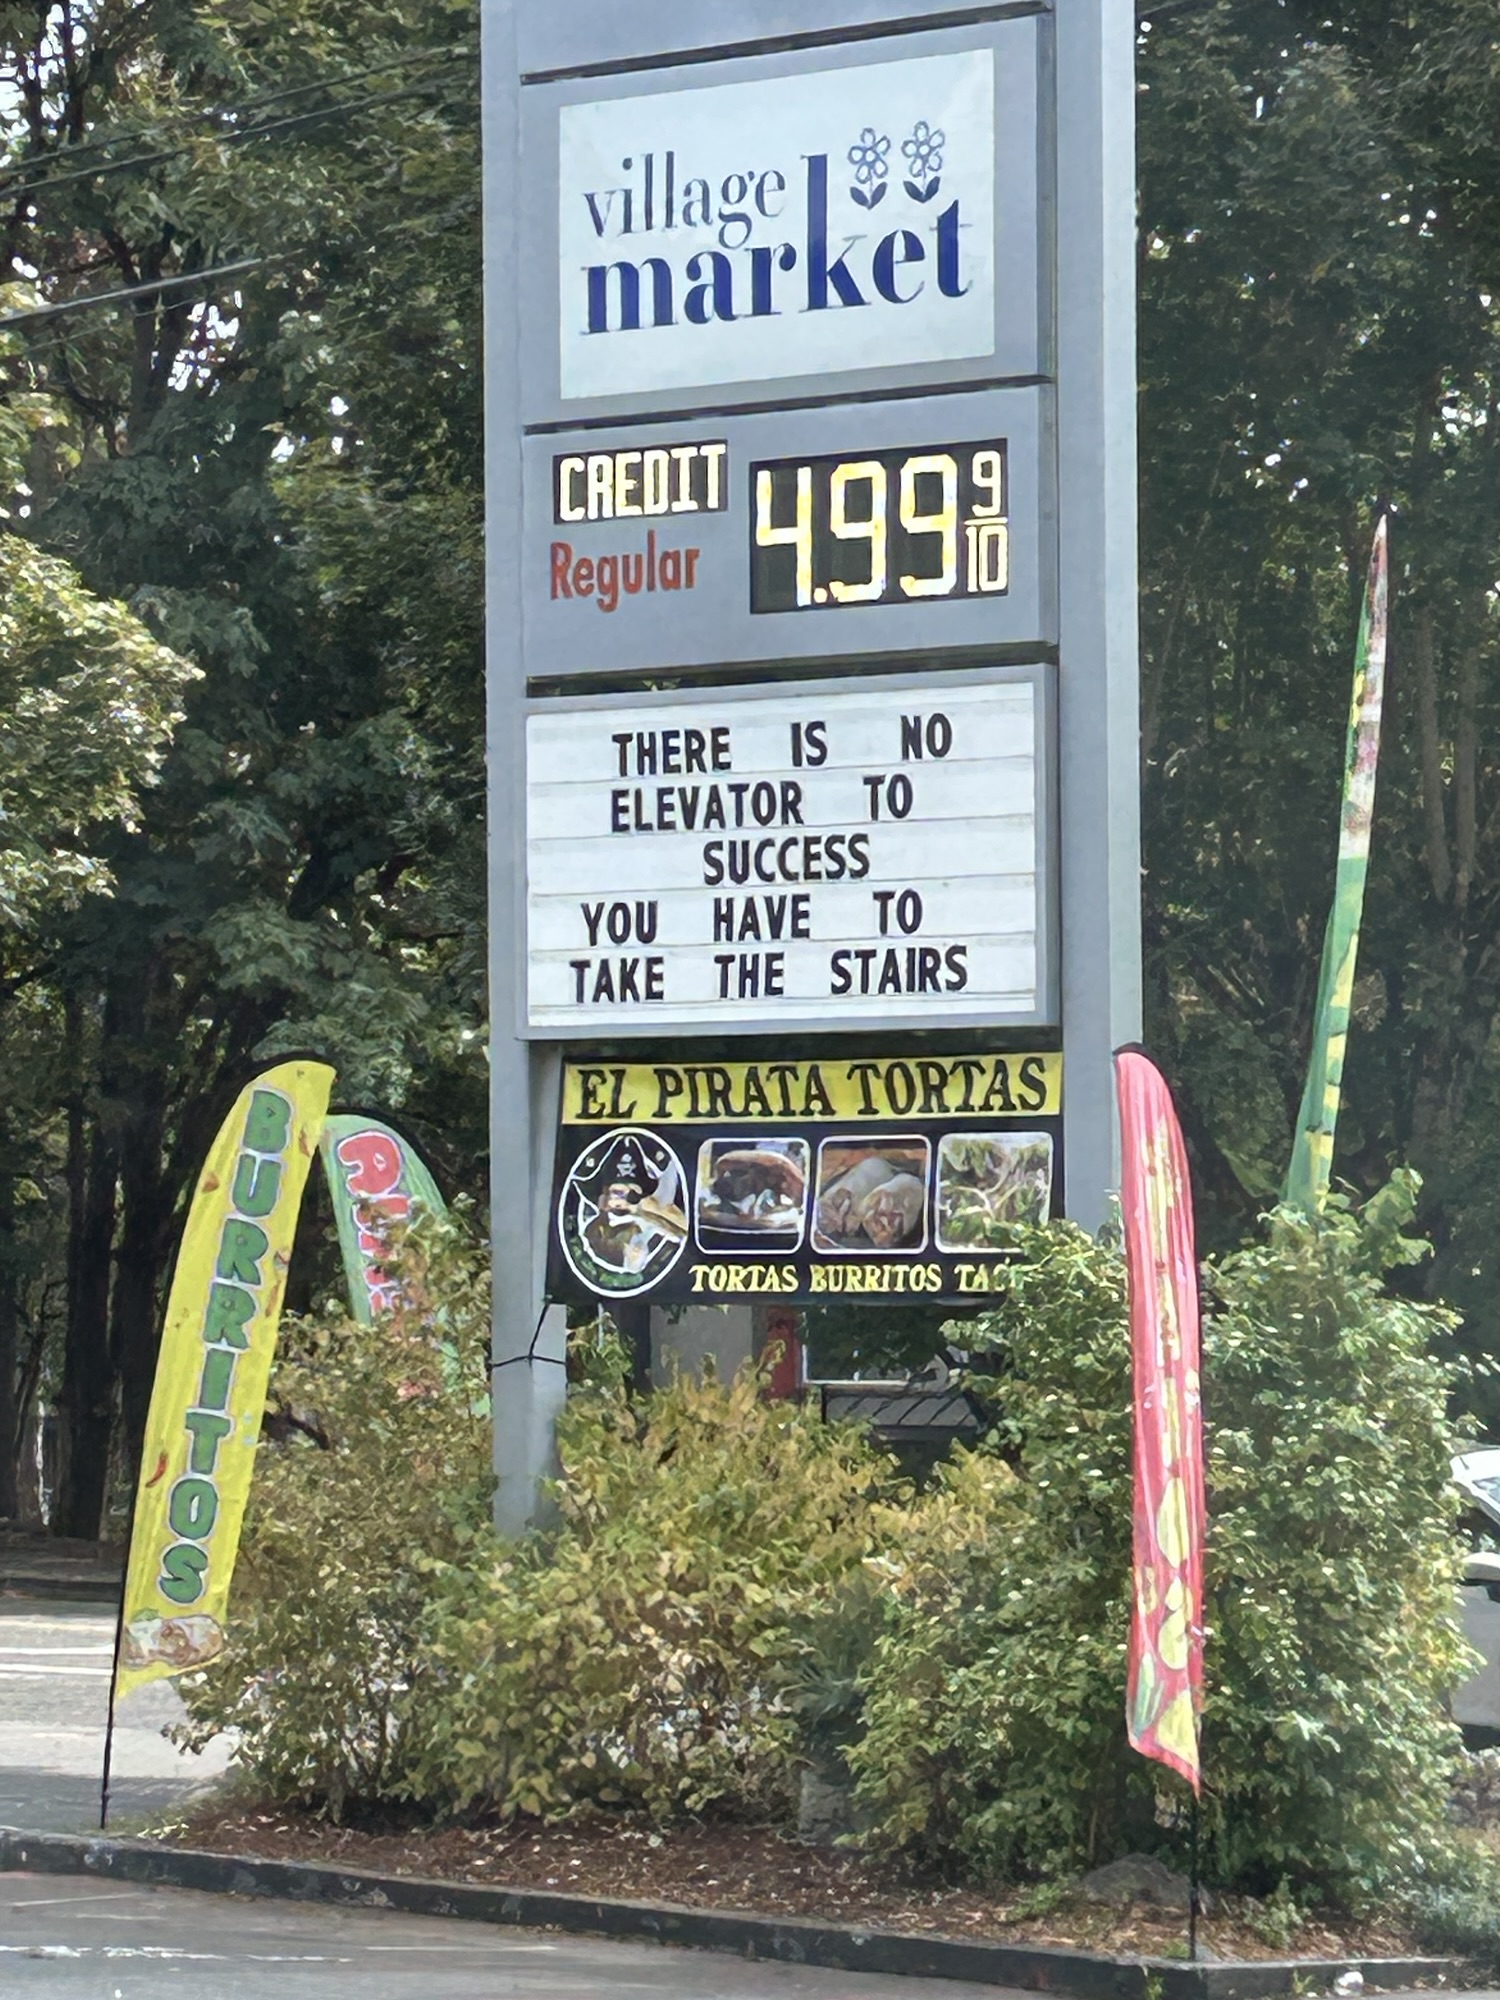 village
market
CREDIT
Regular
4.99 9/10
THERE IS NO
ELEVATOR TO
SUCCESS
YOU HAVE TO
TAKE THE STAIRS
EL PIRATA TORTAS
TORTAS BURRITOS
BURRITOS